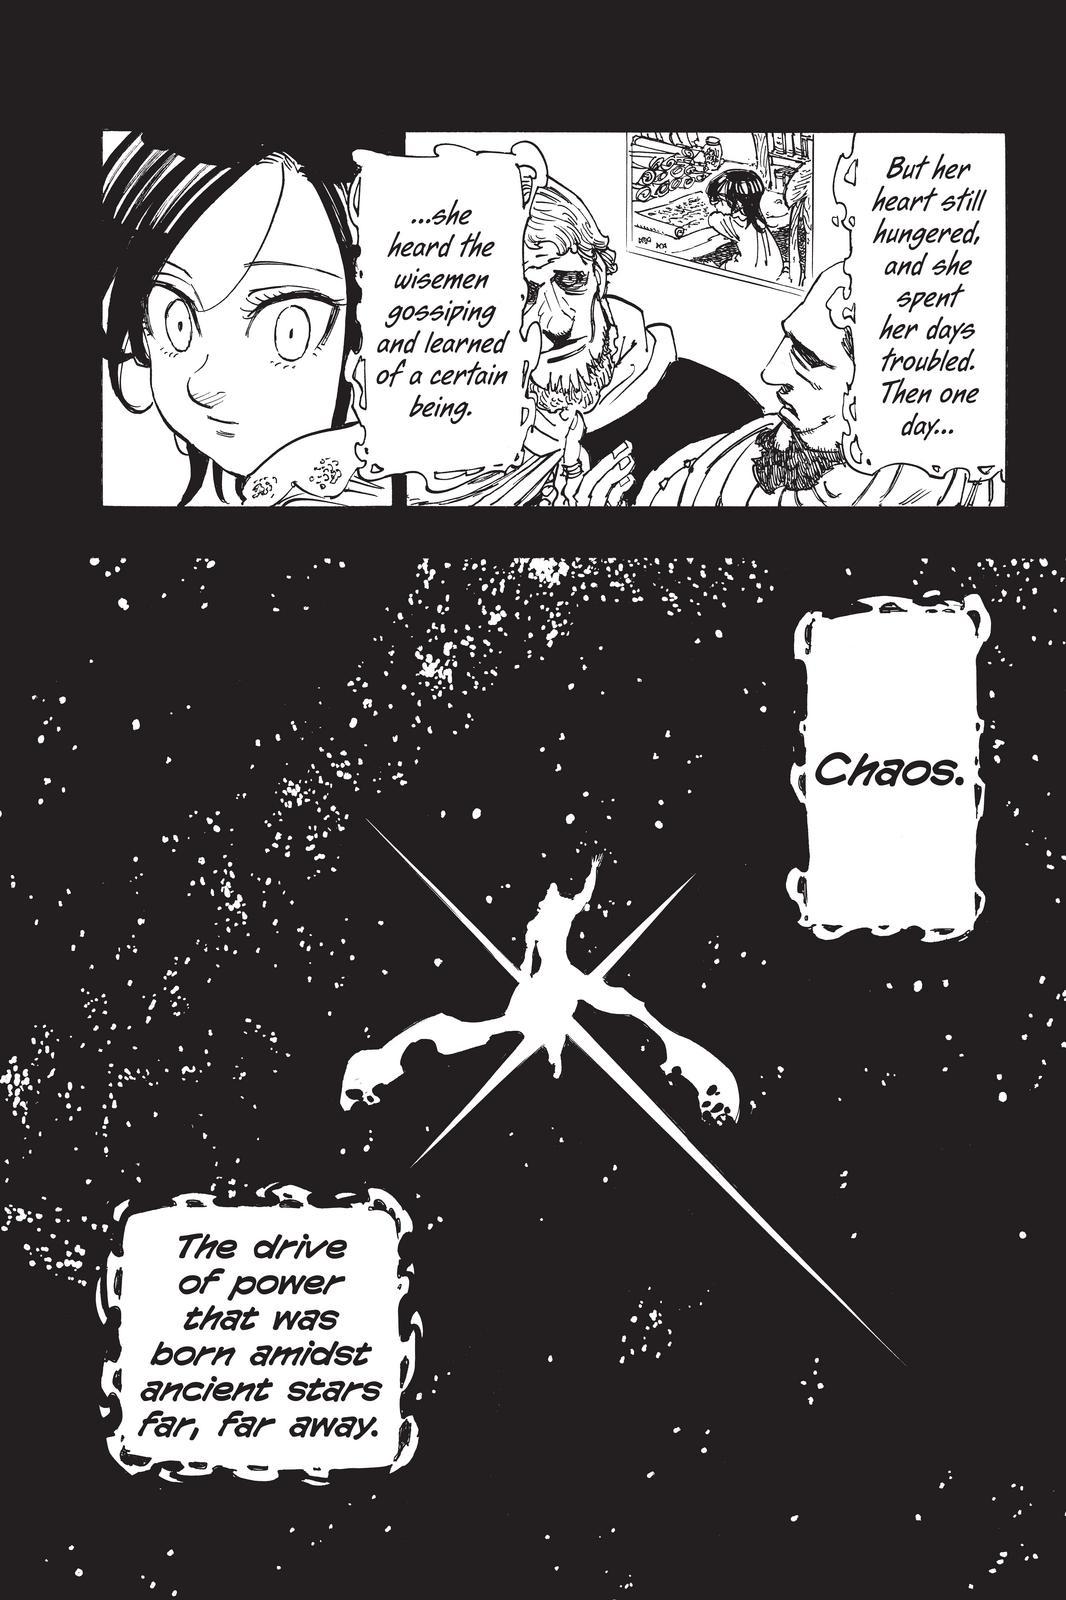 But her
heart still
hungered,
and she
spent
her days
troubled.
Then one
day...
...she
heard the
wisemen
gossiping
and learned
of a certain
being.
Chaos.
The drive
of power
that was
born amidst
ancient stars
far, far away.